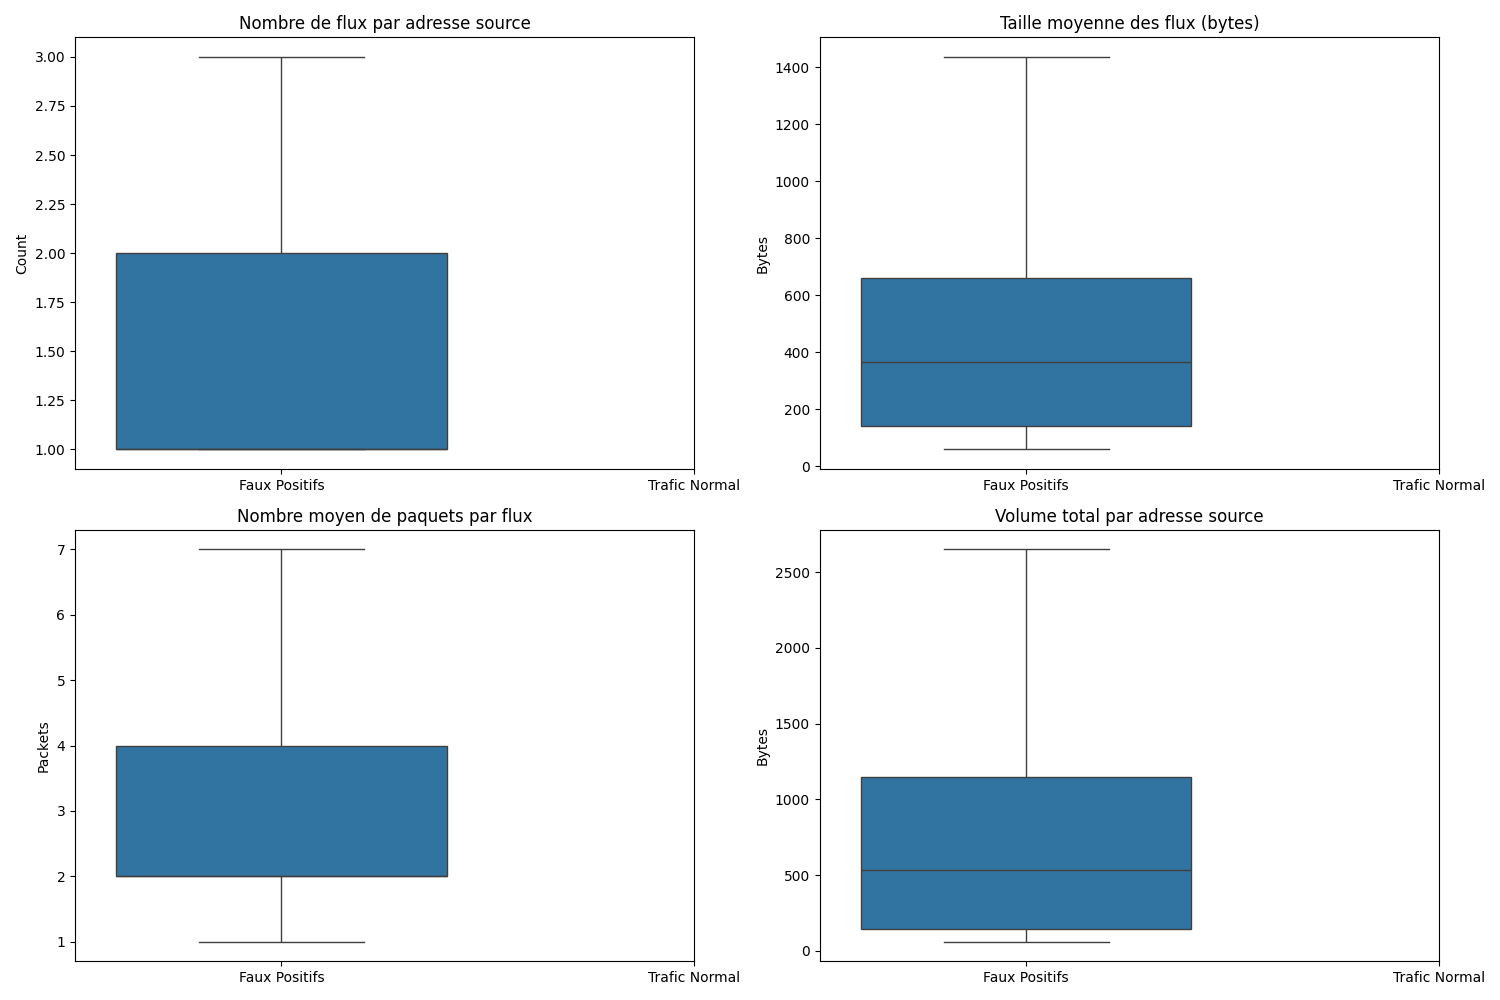 Nombre de flux par adresse source
Count
3.00
2.75
2.50
2.25
2.00
1.75
1.50
1.25
1.00
Faux Positifs
Trafic Normal
Taille moyenne des flux (bytes)
Bytes
1400
1200
1000
800
600
400
200
0
Faux Positifs
Trafic Normal
Nombre moyen de paquets par flux
Packets
7
6
5
4
3
2
1
Faux Positifs
Trafic Normal
Volume total par adresse source
Bytes
2500
2000
1500
1000
500
0
Faux Positifs
Trafic Normal